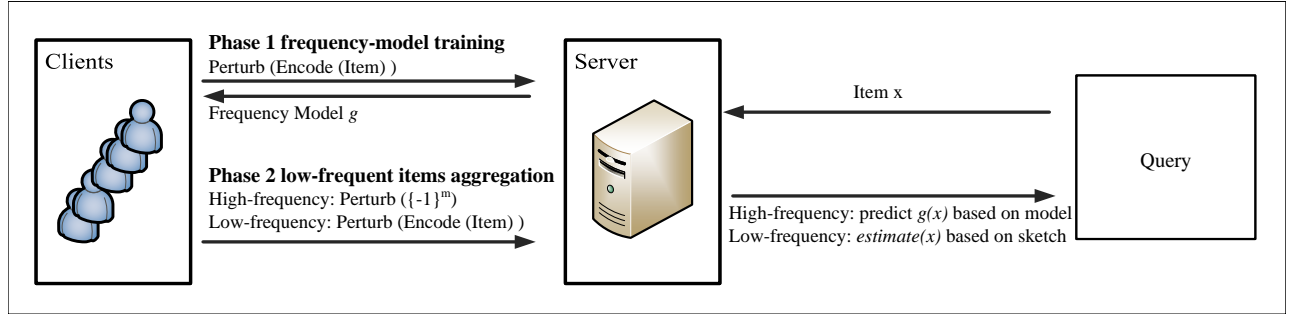 Clients
Phase 1 frequency-model training
Perturb (Encode (Item) )
Frequency Model g
Phase 2 low-frequent items aggregation
High-frequency: Perturb ({-1}ᵐ)
Low-frequency: Perturb (Encode (Item) )
Server
Item x
High-frequency: predict g(x) based on model
Low-frequency: estimate(x) based on sketch
Query